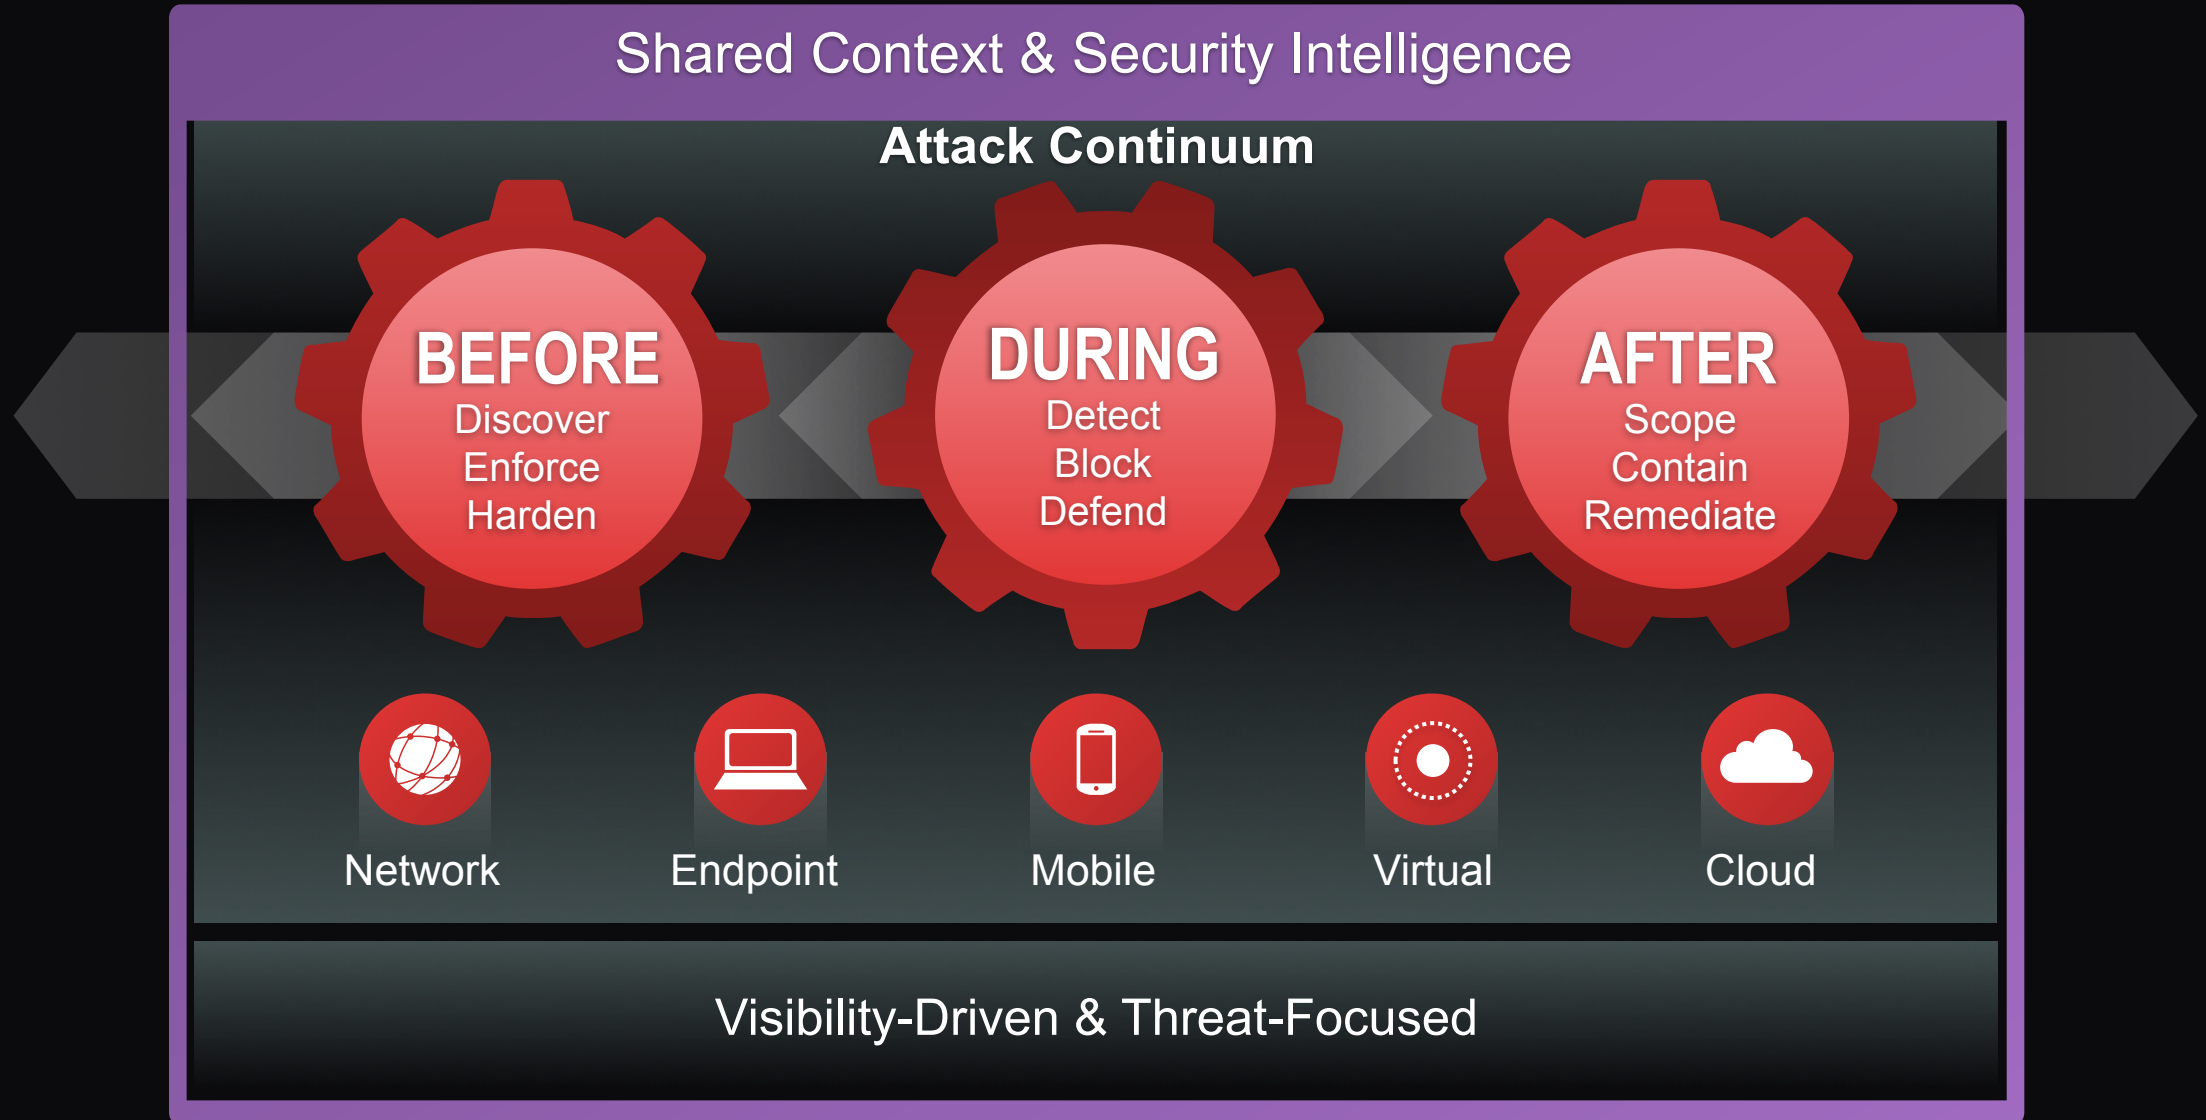 Shared Context & Security Intelligence
Attack Continuum
BEFORE
Discover
Enforce
Harden
DURING
Detect
Block
Defend
AFTER
Scope
Contain
Remediate
Network
Endpoint
Mobile
Virtual
Cloud
Visibility-Driven & Threat-Focused